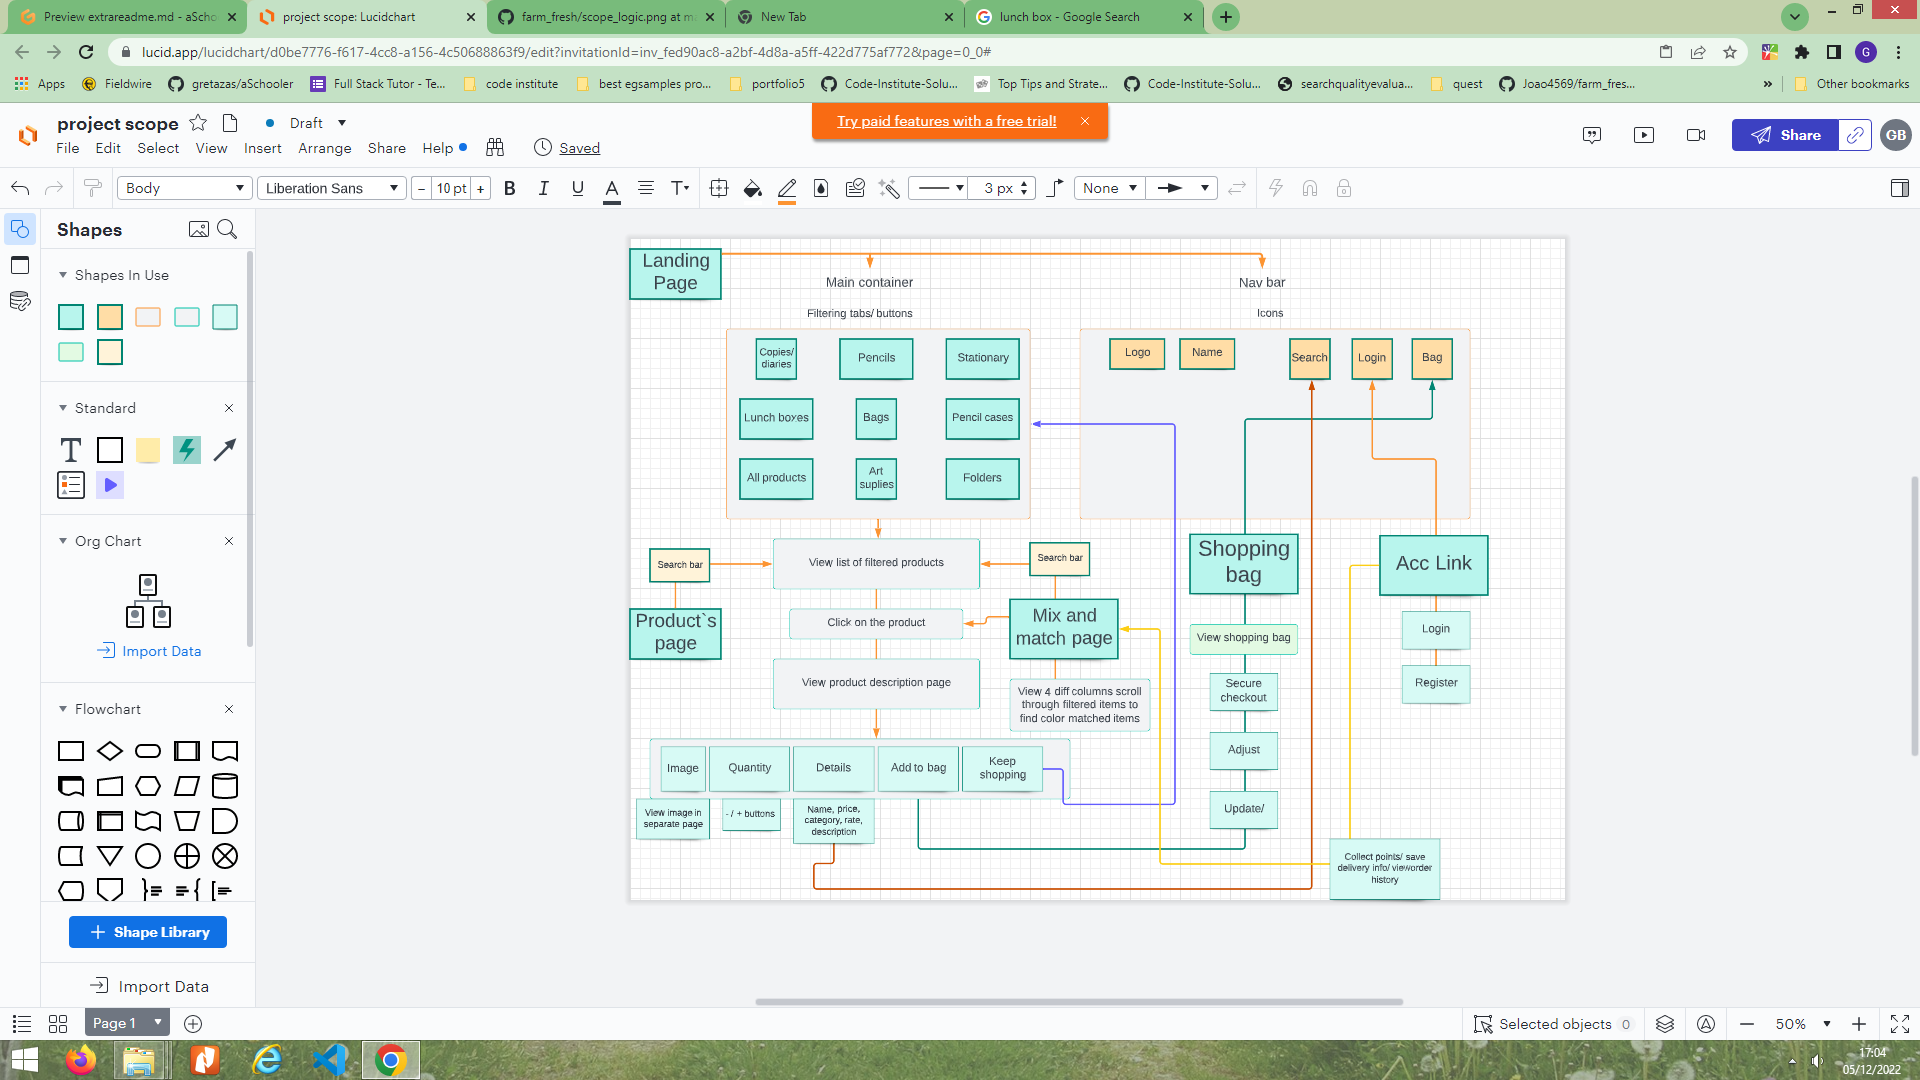 Preview extrareadme.md - aSchoo
project scope: Lucidchart
farm_fresh/scope_logic.png at m
New Tab
lunch box - Google Search
lucid.app/lucidchart/d0be7776-f617-4cc8-a156-4c50688863f9/edit?invitationId=inv_fed90ac8-a2bf-4d8a-a5ff-422d775af772&page=0_0#
G
Apps
Fieldwire
gretazas/aSchooler
Full Stack Tutor - Te...
code institute
best egsamples pro...
portfolio5
Code-Institute-Solu...
Top Tips and Strate...
Code-Institute-Solu...
searchqualityevalua...
quest
Joao4569/farm_fres...
»
Other bookmarks
project scope
Draft
Try paid features with a free trial!
File Edit Select View Insert Arrange Share Help
Saved
Share
GB
Body
Liberation Sans
- 10 pt +
B I U A T
3 px
None
Shapes
Shapes In Use
Standard
T
Org Chart
Import Data
Flowchart
Shape Library
Import Data
Landing
Page
Main container
Nav bar
Filtering tabs/ buttons
Icons
Copies/
diaries
Pencils
Stationary
Logo
Name
Search
Login
Bag
Lunch boxes
Bags
Pencil cases
All products
Art
suplies
Folders
Search bar
View list of filtered products
Search bar
Shopping
bag
Acc Link
Product`s
page
Click on the product
Mix and
match page
View shopping bag
Login
View product description page
View 4 diff columns scroll
through filtered items to
find color matched items
Secure
checkout
Register
Adjust
Image
Quantity
Details
Add to bag
Keep
shopping
Update/
View image in
separate page
- / + buttons
Name, price,
category, rate,
description
Collect points/ save
delivery info/ vieworder
history
Page 1
Selected objects 0
50%
17:04
05/12/2022